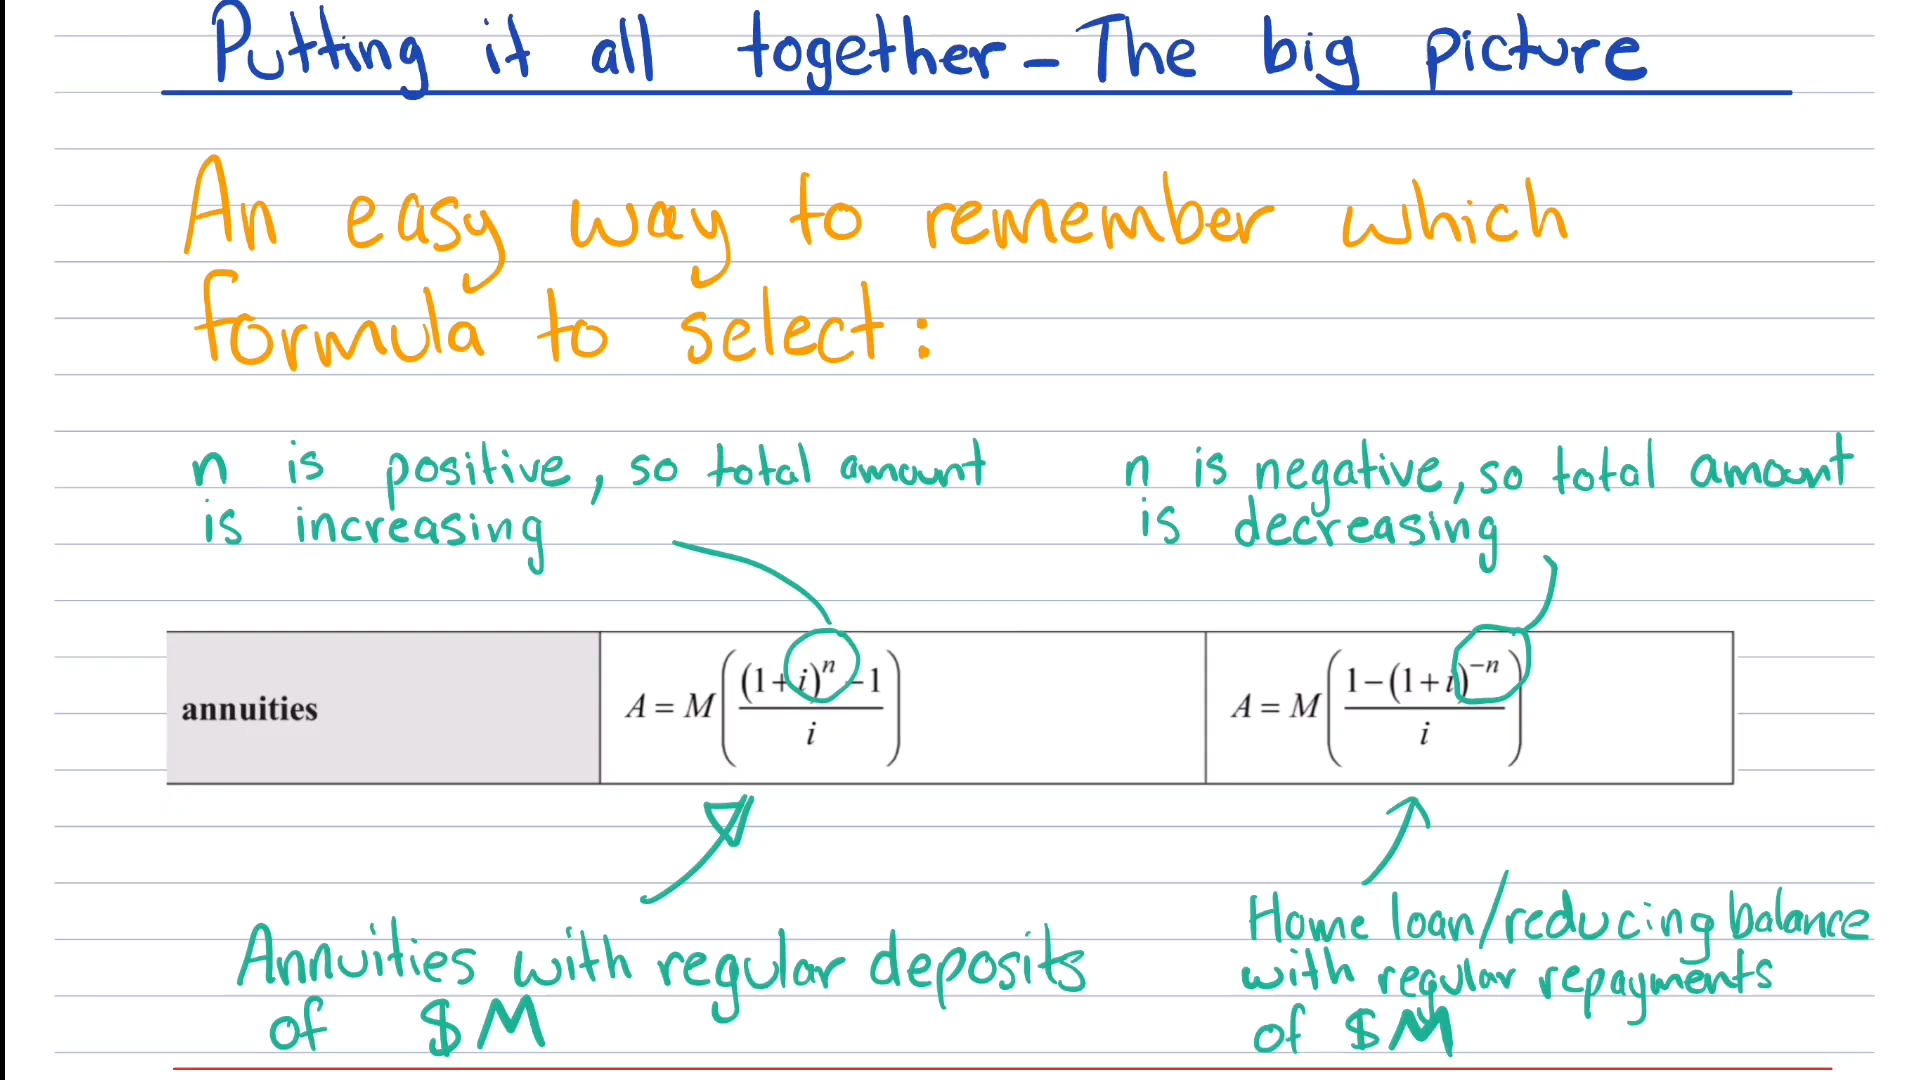 Putting it all together - The big picture
An easy way to remember which
formula to select:
n is positive, so total amount
is increasing
n is negative, so total amount
is decreasing
annuities
A = M(((1+i)^n −1)/i)
A = M((1−(1+i)^−n)/i)
Annuities with regular deposits
of $M
Home loan/reducing balance
with regular repayments
of $M